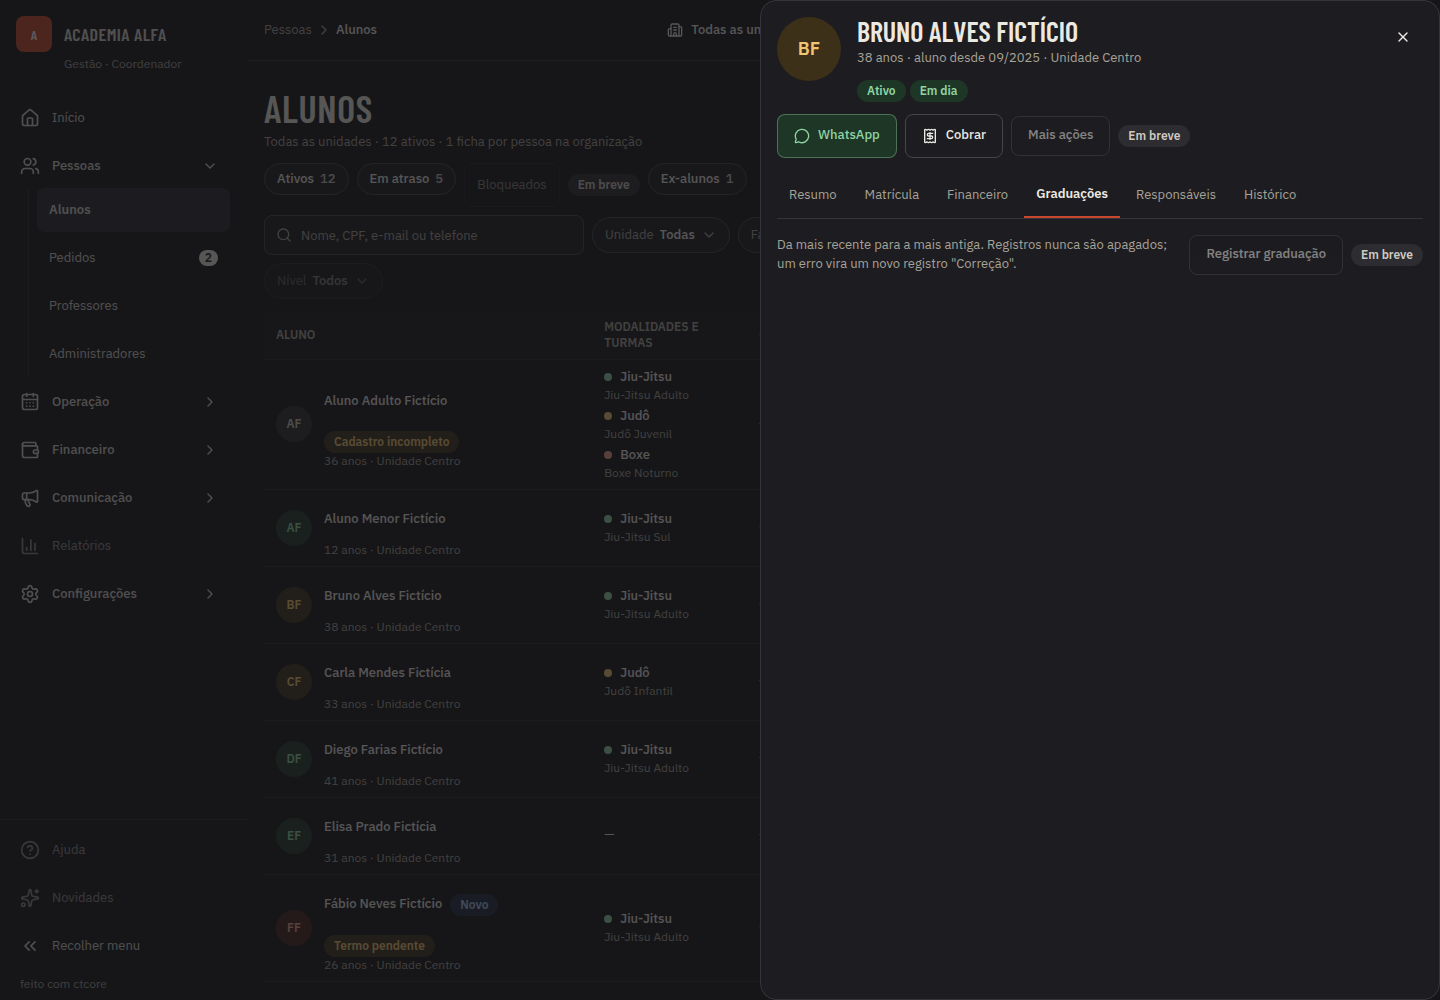 A
ACADEMIA ALFA
Gestão · Coordenador
Início
Pessoas
Alunos
Pedidos 2
Professores
Administradores
Operação
Financeiro
Comunicação
Relatórios
Configurações
Ajuda
Novidades
Recolher menu
feito com ctcore
Pessoas > Alunos
Todas as un
ALUNOS
Todas as unidades · 12 ativos · 1 ficha por pessoa na organização
Ativos 12 Em atraso 5 Bloqueados Em breve Ex-alunos 1
Nome, CPF, e-mail ou telefone Unidade Todas Fa
Nível Todos
ALUNO MODALIDADES E
TURMAS
AF
Aluno Adulto Fictício
Cadastro incompleto
36 anos · Unidade Centro
Jiu-Jitsu
Jiu-Jitsu Adulto
Judô
Judô Juvenil
Boxe
Boxe Noturno
AF
Aluno Menor Fictício
12 anos · Unidade Centro
Jiu-Jitsu
Jiu-Jitsu Sul
BF
Bruno Alves Fictício
38 anos · Unidade Centro
Jiu-Jitsu
Jiu-Jitsu Adulto
CF
Carla Mendes Fictícia
33 anos · Unidade Centro
Judô
Judô Infantil
DF
Diego Farias Fictício
41 anos · Unidade Centro
Jiu-Jitsu
Jiu-Jitsu Adulto
EF
Elisa Prado Fictícia
31 anos · Unidade Centro
—
FF
Fábio Neves Fictício Novo
Termo pendente
26 anos · Unidade Centro
Jiu-Jitsu
Jiu-Jitsu Adulto
BF
BRUNO ALVES FICTÍCIO
38 anos · aluno desde 09/2025 · Unidade Centro
Ativo Em dia
WhatsApp Cobrar Mais ações Em breve
Resumo Matrícula Financeiro Graduações Responsáveis Histórico
Da mais recente para a mais antiga. Registros nunca são apagados;
um erro vira um novo registro "Correção".
Registrar graduação Em breve